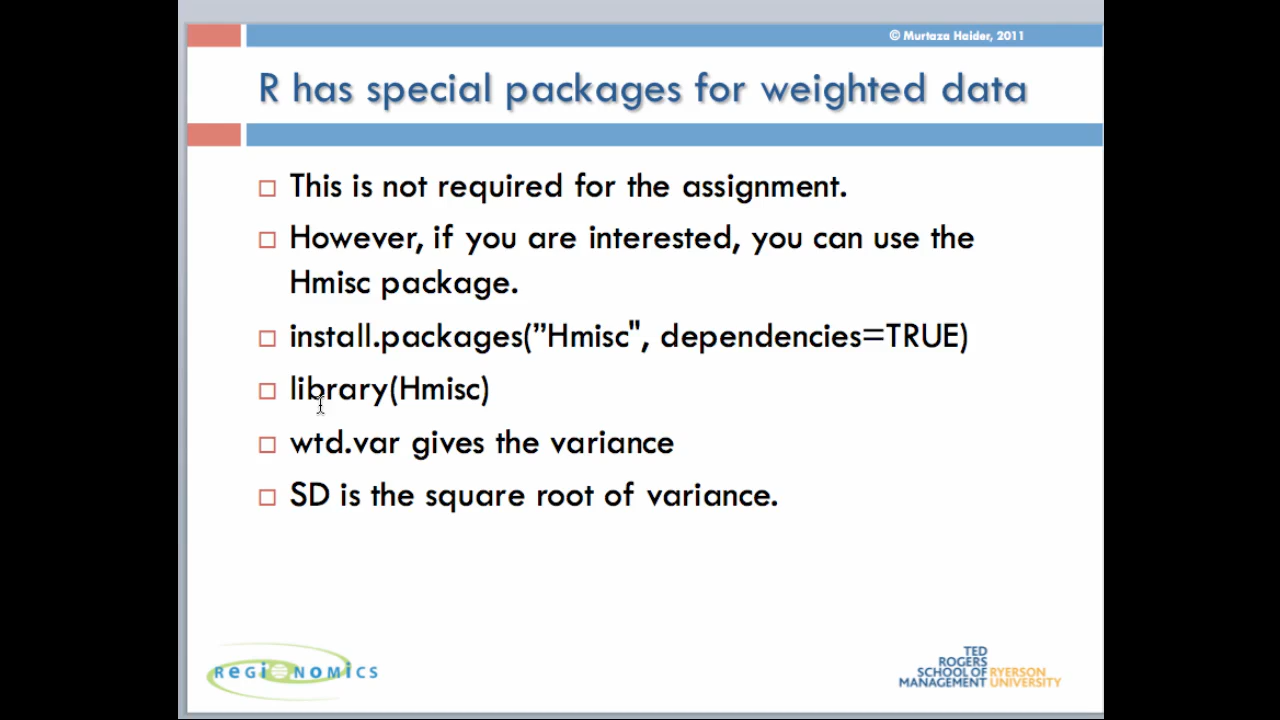 © Murtaza Haider, 2011
R has special packages for weighted data
This is not required for the assignment.
However, if you are interested, you can use the
Hmisc package.
install.packages(”Hmisc", dependencies=TRUE)
library(Hmisc)
wtd.var gives the variance
SD is the square root of variance.
REGIONOMICS
TED
ROGERS
SCHOOL OF RYERSON
MANAGEMENT UNIVERSITY